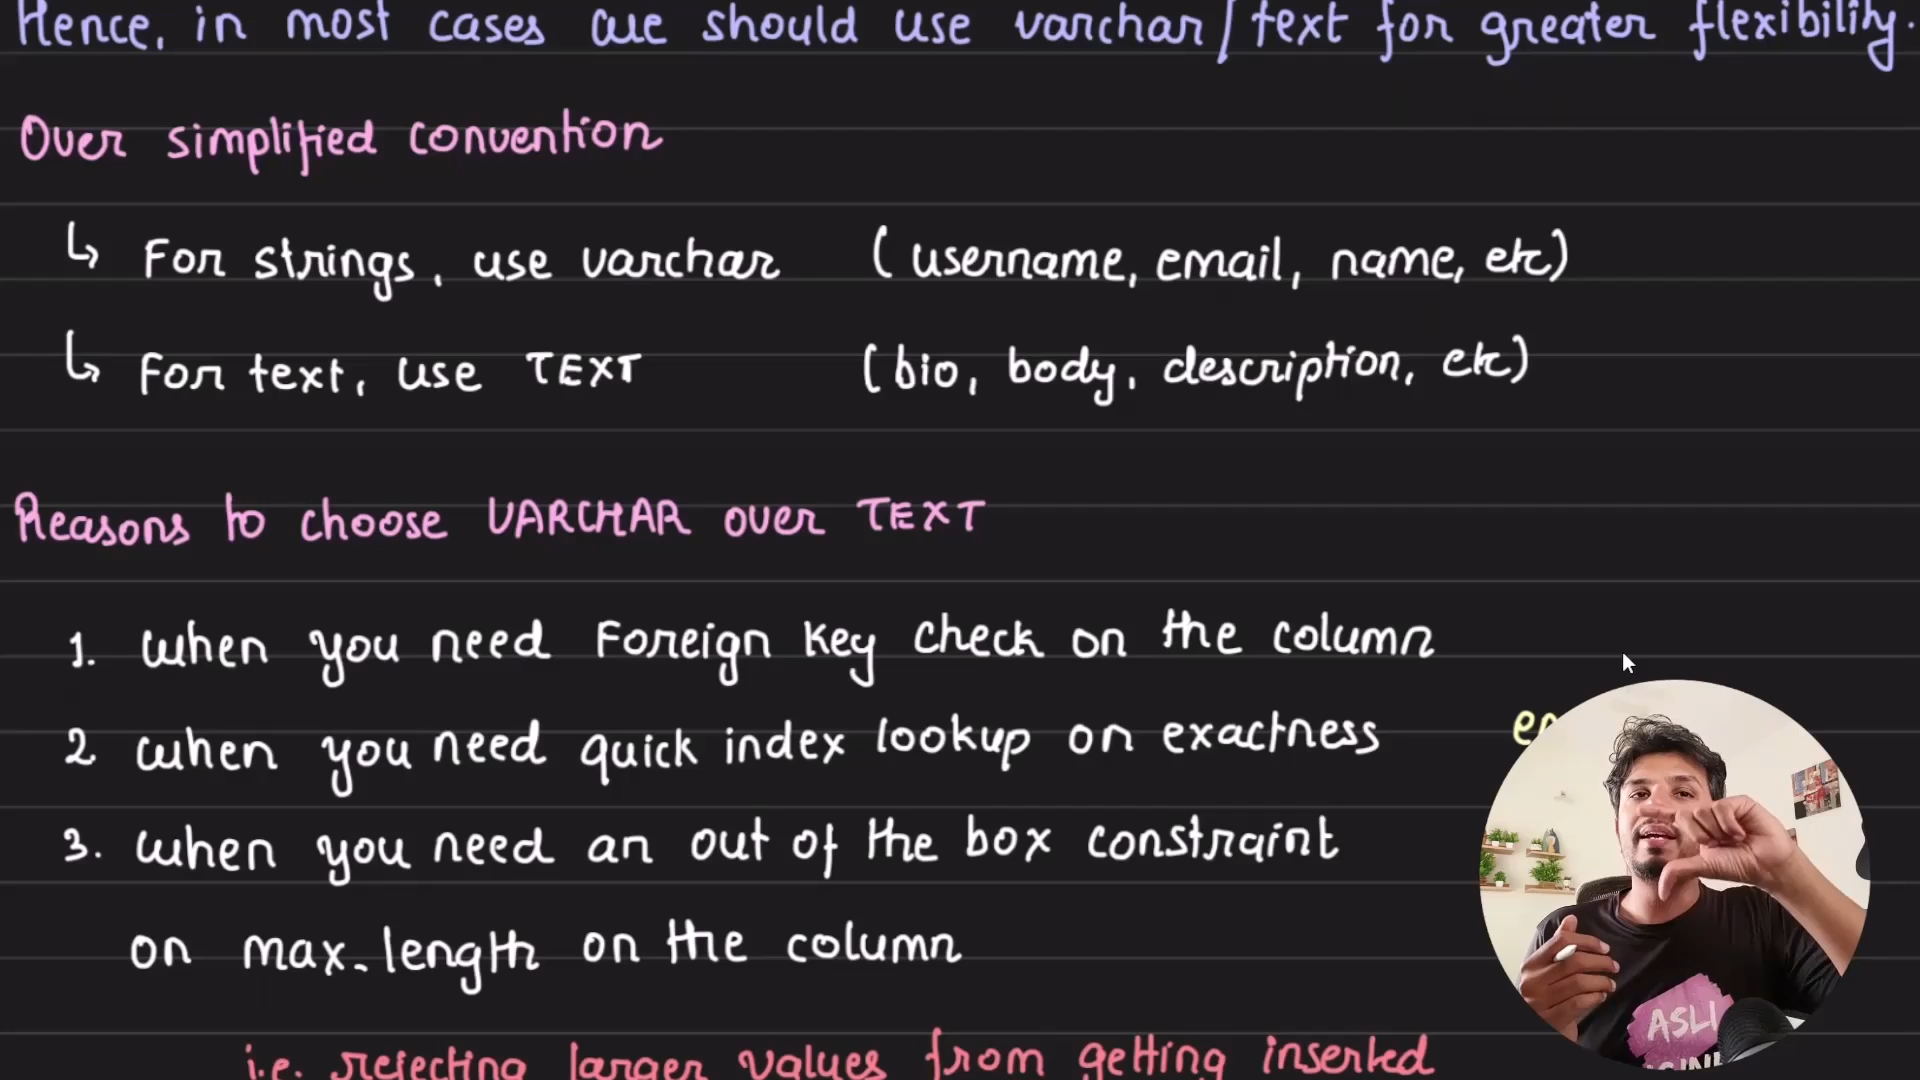 Hence, in most cases we should use varchar/text for greater flexibility.
Over simplified convention
↳ For strings, use varchar (username, email, name, etc)
↳ For text, use TEXT (bio, body, description, etc)
Reasons to choose VARCHAR over TEXT
1. When you need Foreign key check on the column
2 when you need quick index lookup on exactness
3. when you need an out of the box constraint
on max-length on the column
i.e. rejecting larger values from getting inserted
ASLI